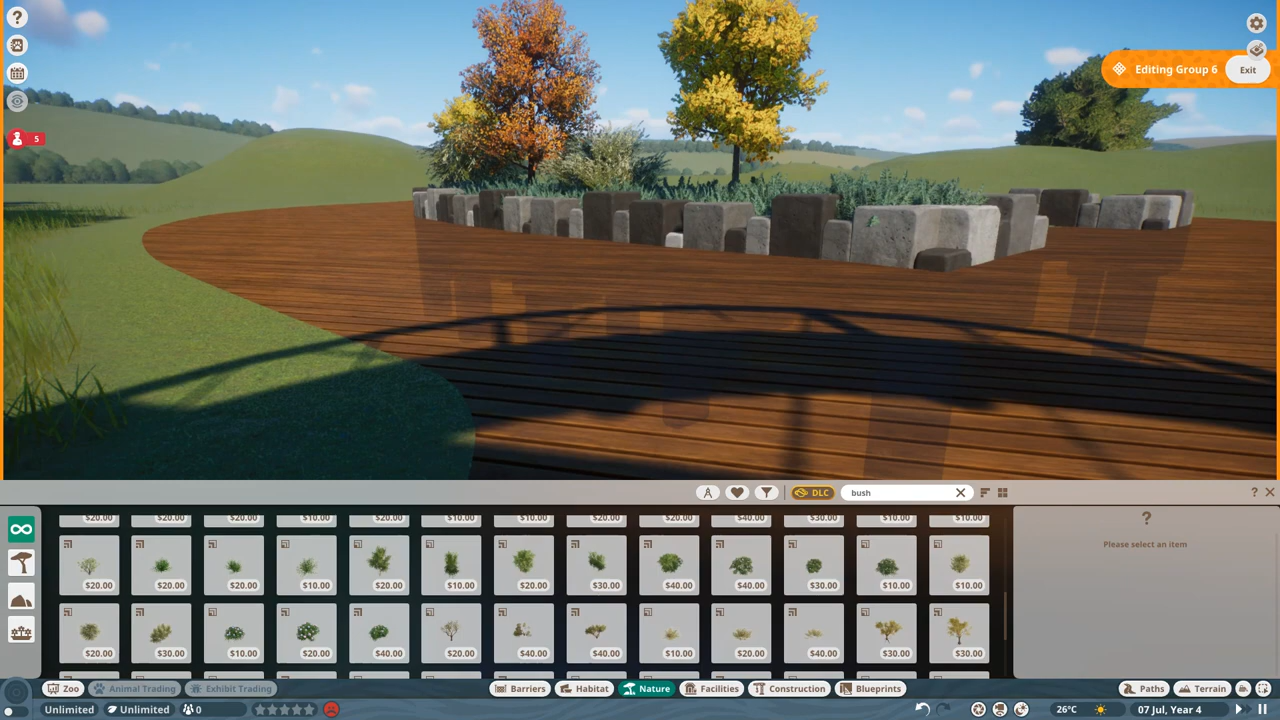 Editing Group 6
Exit
5
DLC
bush
Please select an item
$20.00 $20.00 $20.00 $10.00 $20.00 $10.00 $10.00 $20.00 $20.00 $40.00 $30.00 $10.00 $10.00
$20.00 $20.00 $20.00 $10.00 $20.00 $10.00 $20.00 $30.00 $40.00 $40.00 $30.00 $10.00 $10.00
$20.00 $30.00 $10.00 $20.00 $40.00 $20.00 $40.00 $40.00 $10.00 $20.00 $40.00 $30.00 $30.00
Zoo Animal Trading Exhibit Trading Barriers Habitat Nature Facilities Construction Blueprints Paths Terrain
Unlimited Unlimited 0 26°C 07 Jul, Year 4